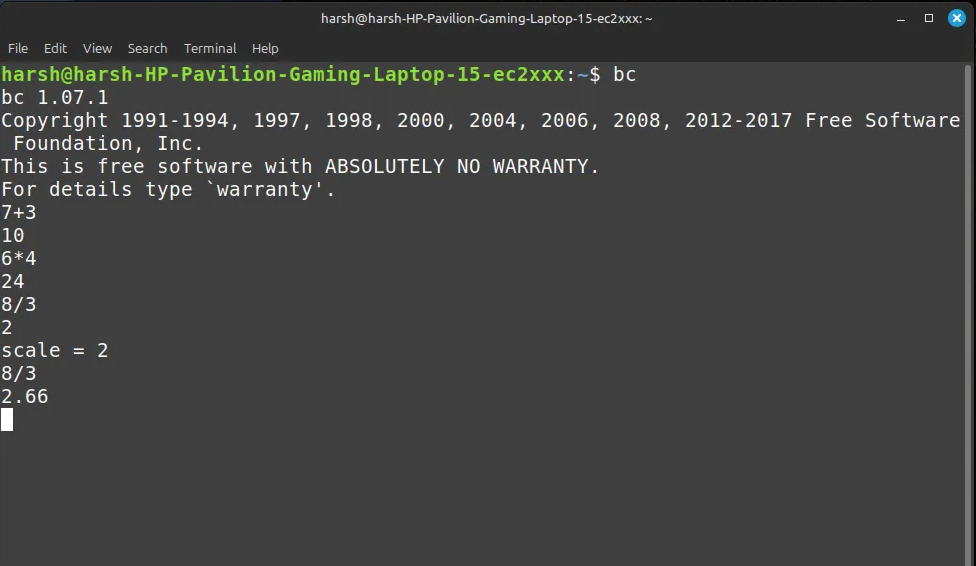 harsh@harsh-HP-Pavilion-Gaming-Laptop-15-ec2xxx: ~
File Edit View Search Terminal Help
harsh@harsh-HP-Pavilion-Gaming-Laptop-15-ec2xxx:~$ bc
bc 1.07.1
Copyright 1991-1994, 1997, 1998, 2000, 2004, 2006, 2008, 2012-2017 Free Software
 Foundation, Inc.
This is free software with ABSOLUTELY NO WARRANTY.
For details type `warranty'.
7+3
10
6*4
24
8/3
2
scale = 2
8/3
2.66